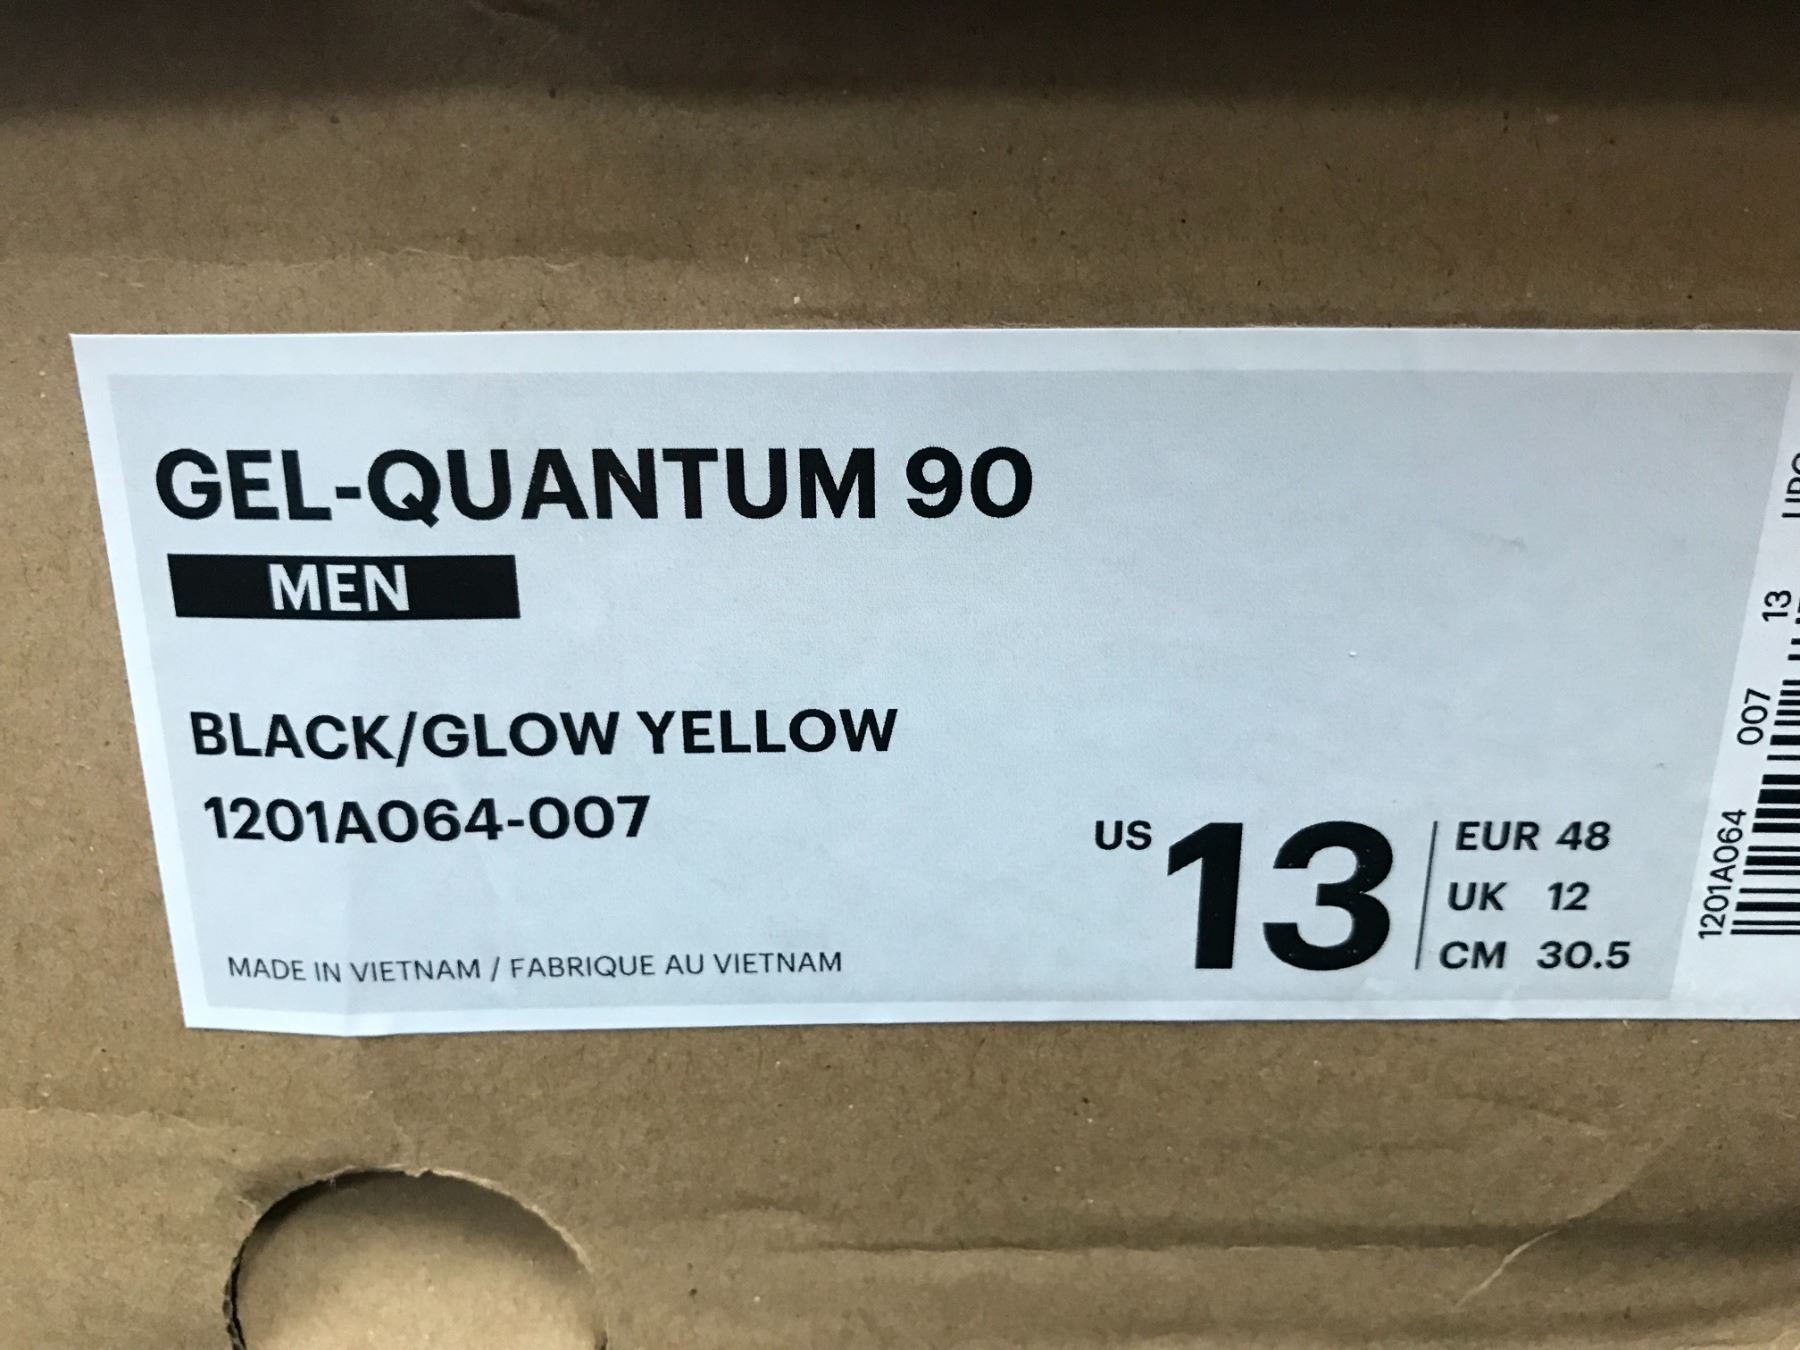 GEL-QUANTUM 90
MEN
BLACK/GLOW YELLOW
1201A064-007
MADE IN VIETNAM / FABRIQUE AU VIETNAM
US 13
EUR 48
UK 12
CM 30.5
1201A064 007 13